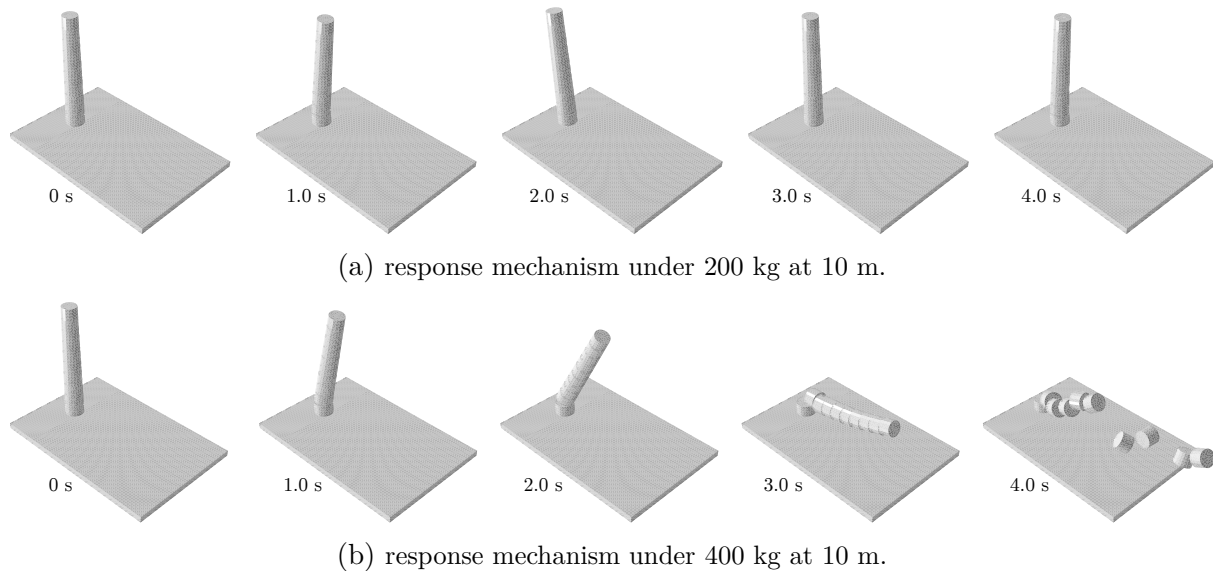 0 s
1.0 s
2.0 s
3.0 s
4.0 s
(a) response mechanism under 200 kg at 10 m.
0 s
1.0 s
2.0 s
3.0 s
4.0 s
(b) response mechanism under 400 kg at 10 m.